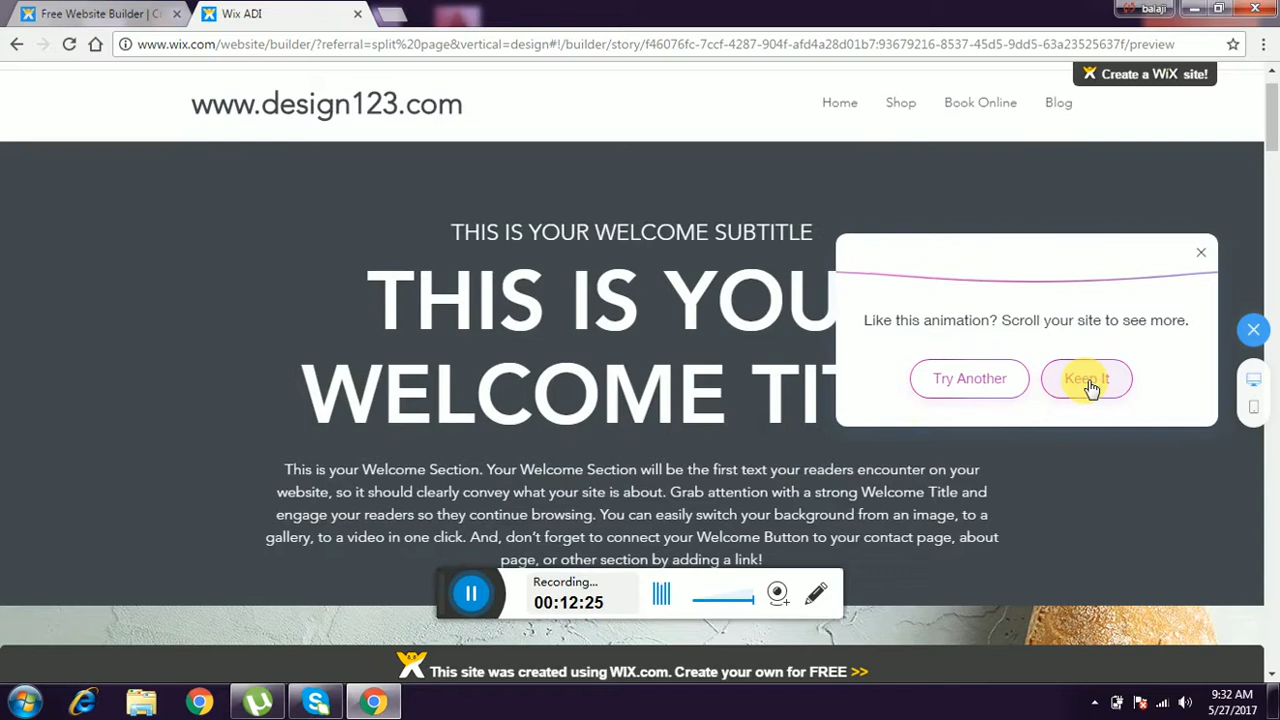 Free Website Builder | C
Wix ADI
balaji
www.wix.com/website/builder/?referral=split%20page&vertical=design#!/builder/story/f46076fc-7ccf-4287-904f-afd4a28d01b7:93679216-8537-45d5-9dd5-63a23525637f/preview
Create a WiX site!
www.design123.com
Home
Shop
Book Online
Blog
THIS IS YOUR WELCOME SUBTITLE
THIS IS YOU
WELCOME TIT
Like this animation? Scroll your site to see more.
Try Another
Keep It
This is your Welcome Section. Your Welcome Section will be the first text your readers encounter on your
website, so it should clearly convey what your site is about. Grab attention with a strong Welcome Title and
engage your readers so they continue browsing. You can easily switch your background from an image, to a
gallery, to a video in one click. And, don't forget to connect your Welcome Button to your contact page, about
page, or other section by adding a link!
Recording...
00:12:25
This site was created using WIX.com. Create your own for FREE >>
9:32 AM
5/27/2017